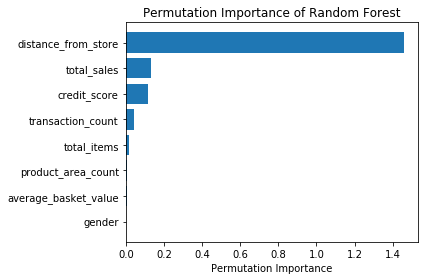 Permutation Importance of Random Forest
distance_from_store
total_sales
credit_score
transaction_count
total_items
product_area_count
average_basket_value
gender
0.0 0.2 0.4 0.6 0.8 1.0 1.2 1.4
Permutation Importance